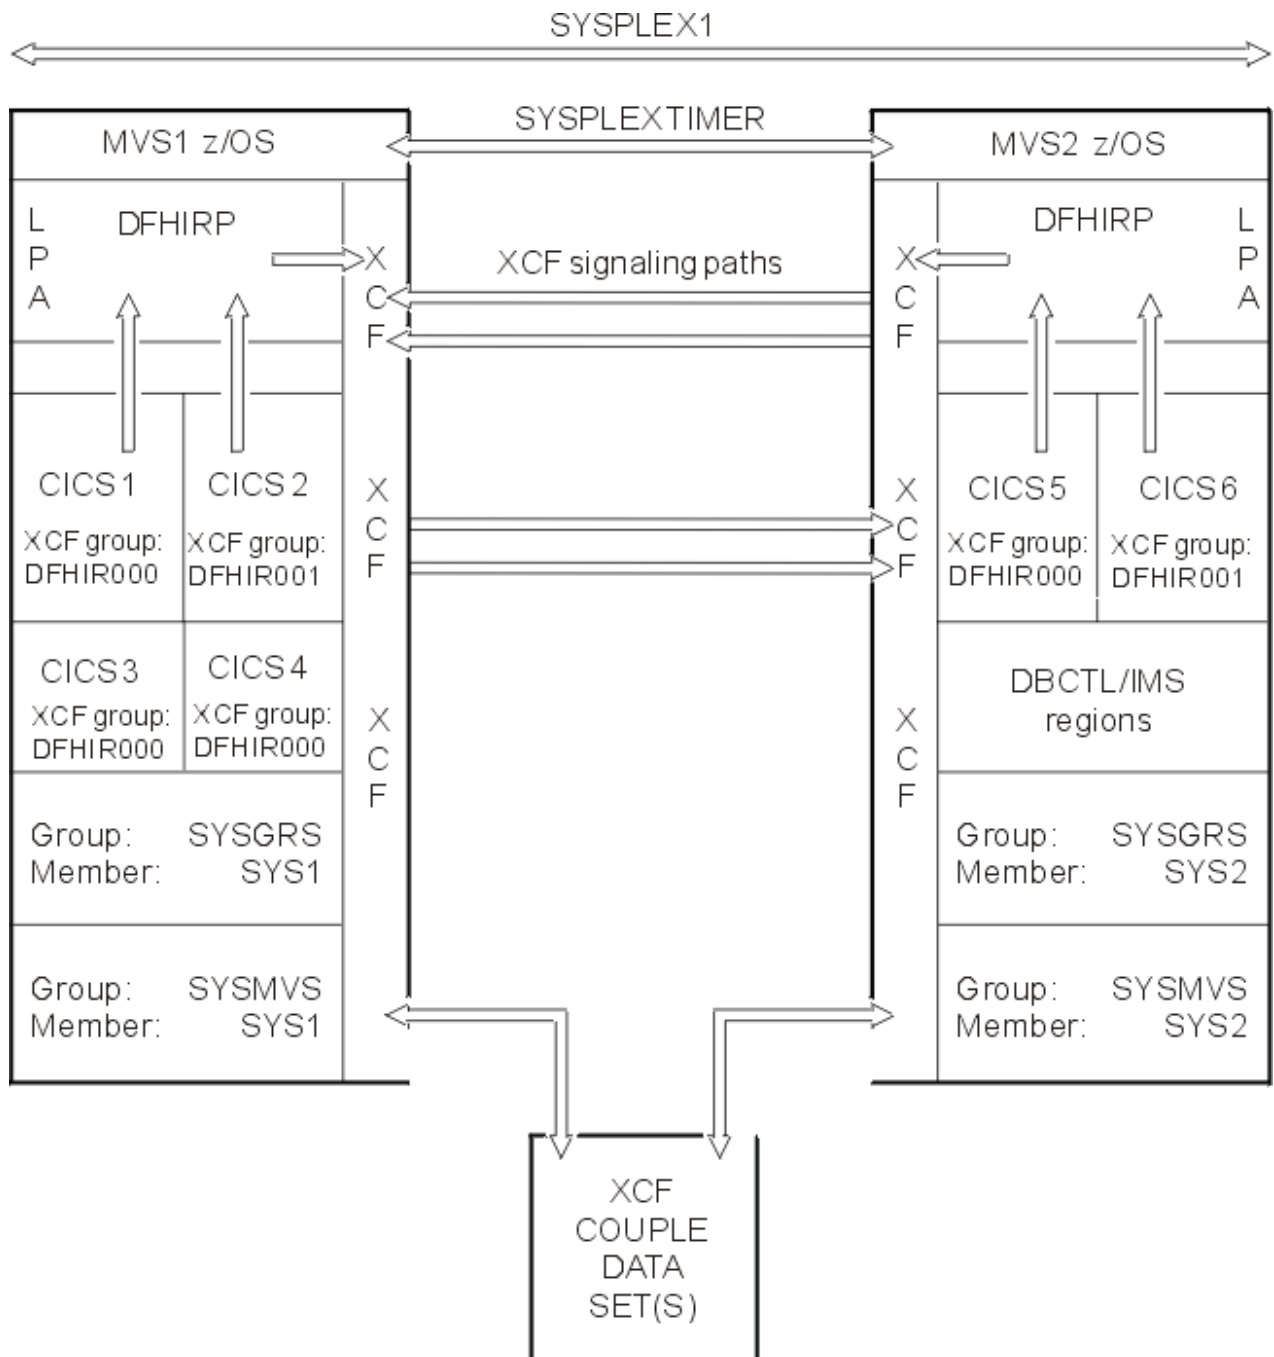 SYSPLEX1
SYSPLEXTIMER
MVS1 z/OS
MVS2 z/OS
L
P
A
DFHIRP
X
C
F
XCF signaling paths
X
C
F
DFHIRP
L
P
A
CICS1
XCF group:
DFHIR000
CICS2
XCF group:
DFHIR001
X
C
F
X
C
F
CICS5
XCF group:
DFHIR000
CICS6
XCF group:
DFHIR001
CICS3
XCF group:
DFHIR000
CICS4
XCF group:
DFHIR000
X
C
F
X
C
F
DBCTL/IMS
regions
Group: SYSGRS
Member: SYS1
Group: SYSGRS
Member: SYS2
Group: SYSMVS
Member: SYS1
Group: SYSMVS
Member: SYS2
XCF
COUPLE
DATA
SET(S)